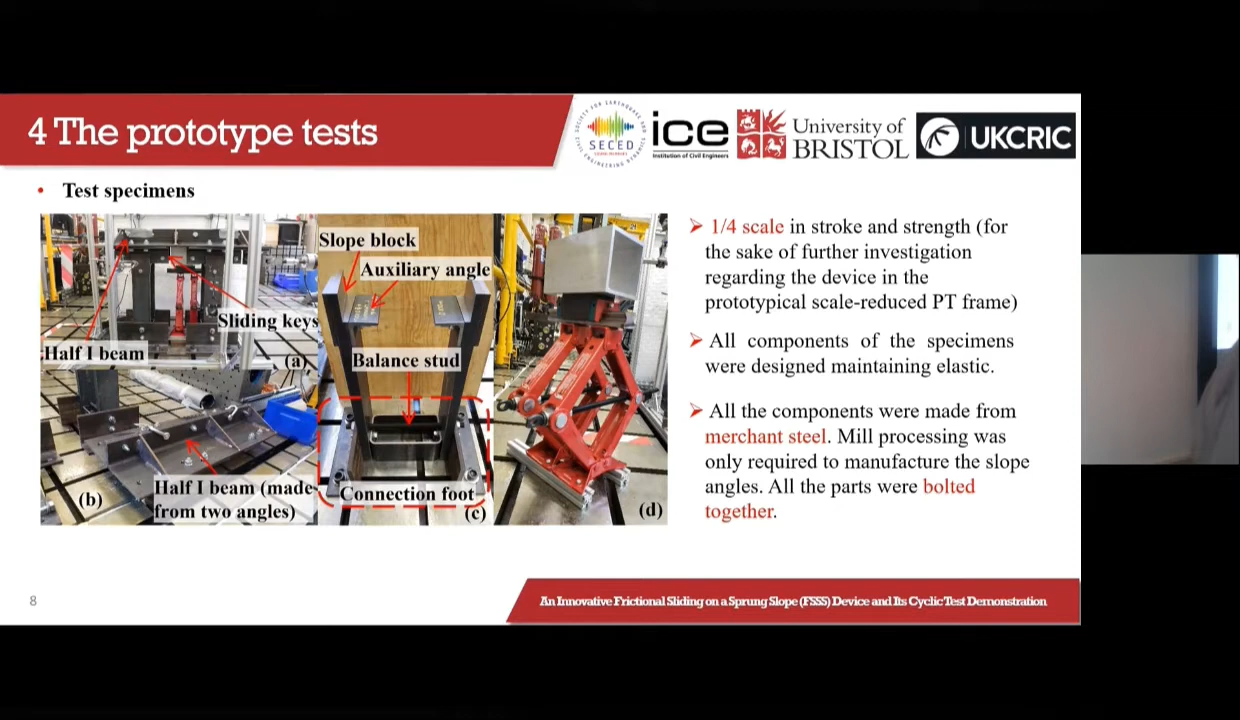 4 The prototype tests
SECED
ice
Institution of Civil Engineers
University of
BRISTOL
UKCRIC
• Test specimens
Half I beam
Sliding keys
(a)
(b)
Half I beam (made
from two angles)
Slope block
Auxiliary angle
Balance stud
Connection foot
(c)
(d)
➢ 1/4 scale in stroke and strength (for
the sake of further investigation
regarding the device in the
prototypical scale-reduced PT frame)
➢ All components of the specimens
were designed maintaining elastic.
➢ All the components were made from
merchant steel. Mill processing was
only required to manufacture the slope
angles. All the parts were bolted
together.
8
An Innovative Frictional Sliding on a Sprung Slope (FSSS) Device and Its Cyclic Test Demonstration